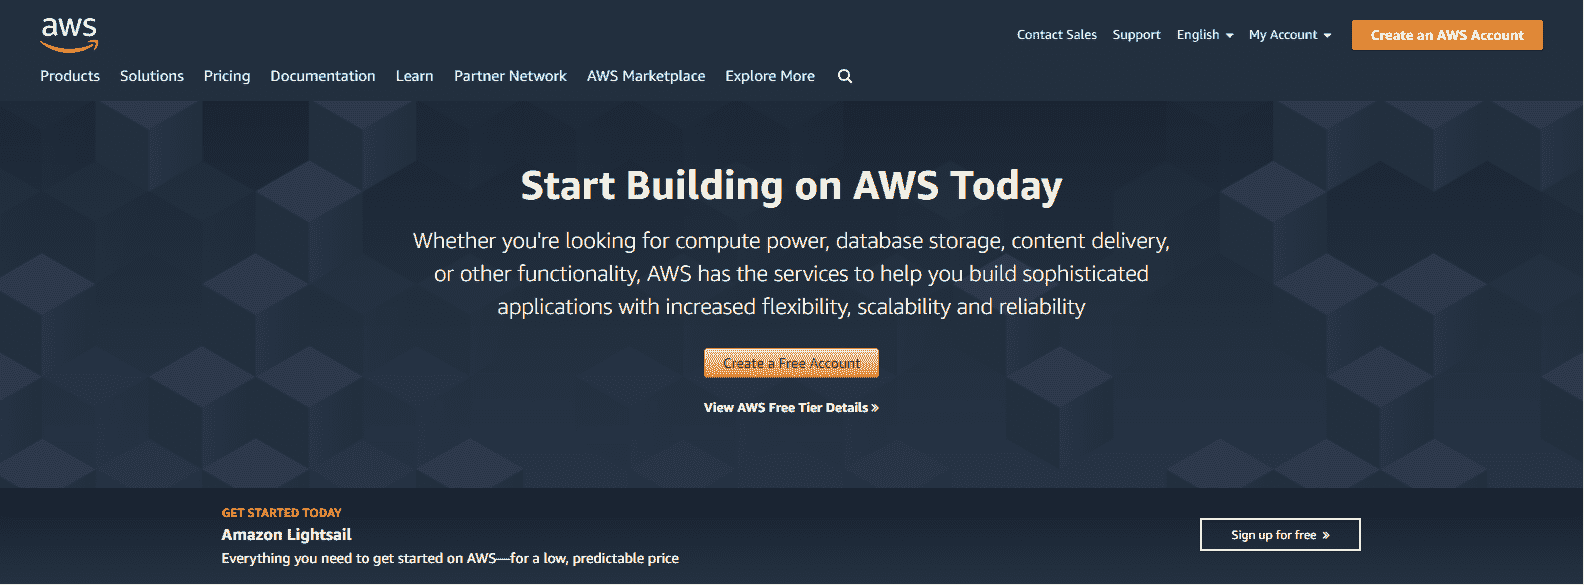 aws
Contact Sales Support English My Account Create an AWS Account
Products Solutions Pricing Documentation Learn Partner Network AWS Marketplace Explore More
Start Building on AWS Today
Whether you're looking for compute power, database storage, content delivery,
or other functionality, AWS has the services to help you build sophisticated
applications with increased flexibility, scalability and reliability
Create a Free Account
View AWS Free Tier Details »
GET STARTED TODAY
Amazon Lightsail
Everything you need to get started on AWS—for a low, predictable price
Sign up for free »